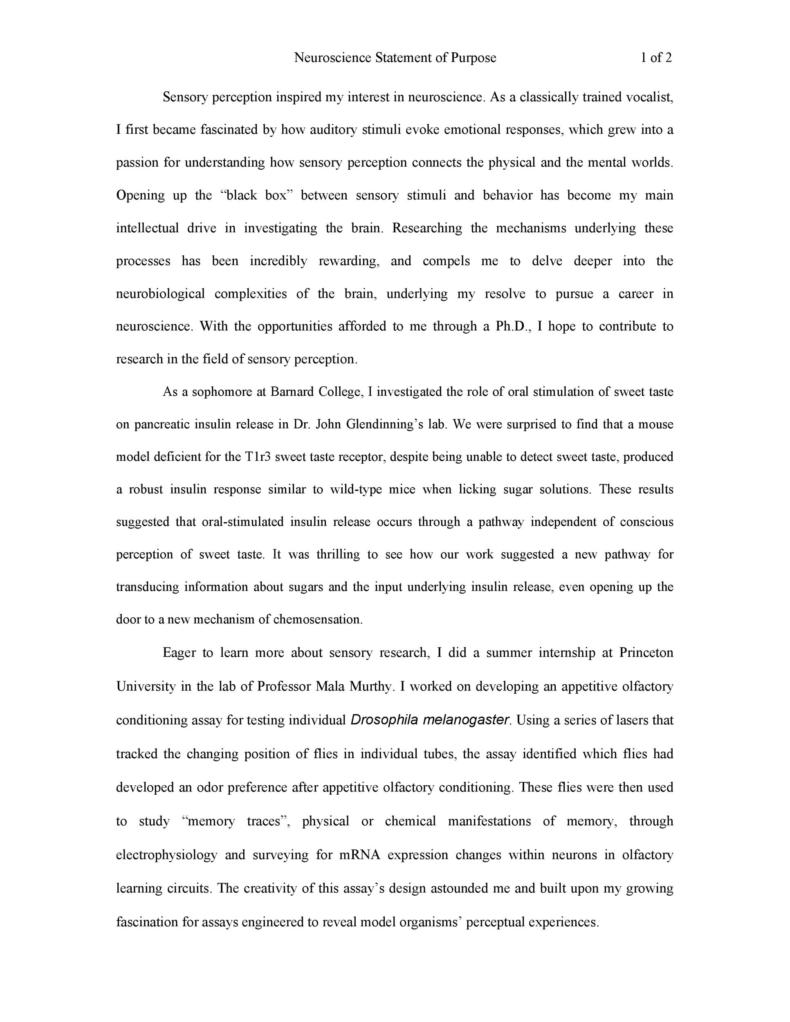 Neuroscience Statement of Purpose 1 of 2
Sensory perception inspired my interest in neuroscience. As a classically trained vocalist,
I first became fascinated by how auditory stimuli evoke emotional responses, which grew into a
passion for understanding how sensory perception connects the physical and the mental worlds.
Opening up the “black box” between sensory stimuli and behavior has become my main
intellectual drive in investigating the brain. Researching the mechanisms underlying these
processes has been incredibly rewarding, and compels me to delve deeper into the
neurobiological complexities of the brain, underlying my resolve to pursue a career in
neuroscience. With the opportunities afforded to me through a Ph.D., I hope to contribute to
research in the field of sensory perception.
As a sophomore at Barnard College, I investigated the role of oral stimulation of sweet taste
on pancreatic insulin release in Dr. John Glendinning’s lab. We were surprised to find that a mouse
model deficient for the T1r3 sweet taste receptor, despite being unable to detect sweet taste, produced
a robust insulin response similar to wild-type mice when licking sugar solutions. These results
suggested that oral-stimulated insulin release occurs through a pathway independent of conscious
perception of sweet taste. It was thrilling to see how our work suggested a new pathway for
transducing information about sugars and the input underlying insulin release, even opening up the
door to a new mechanism of chemosensation.
Eager to learn more about sensory research, I did a summer internship at Princeton
University in the lab of Professor Mala Murthy. I worked on developing an appetitive olfactory
conditioning assay for testing individual Drosophila melanogaster. Using a series of lasers that
tracked the changing position of flies in individual tubes, the assay identified which flies had
developed an odor preference after appetitive olfactory conditioning. These flies were then used
to study “memory traces”, physical or chemical manifestations of memory, through
electrophysiology and surveying for mRNA expression changes within neurons in olfactory
learning circuits. The creativity of this assay’s design astounded me and built upon my growing
fascination for assays engineered to reveal model organisms’ perceptual experiences.